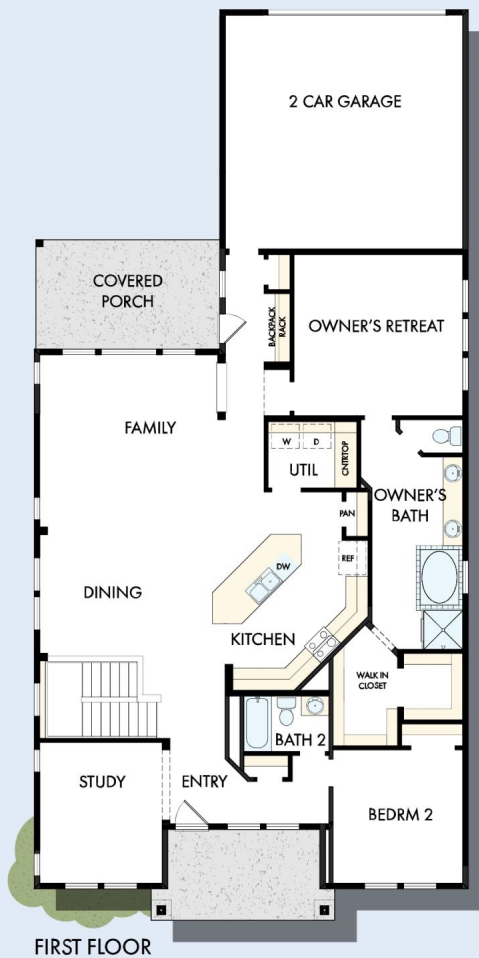 2 CAR GARAGE
COVERED
PORCH
BACKPACK
RACK
OWNER'S RETREAT
FAMILY
W D
UTIL
CNTRTOP
OWNER'S
BATH
PAN
REF
DW
DINING
KITCHEN
WALK IN
CLOSET
BATH 2
STUDY
ENTRY
BEDRM 2
FIRST FLOOR